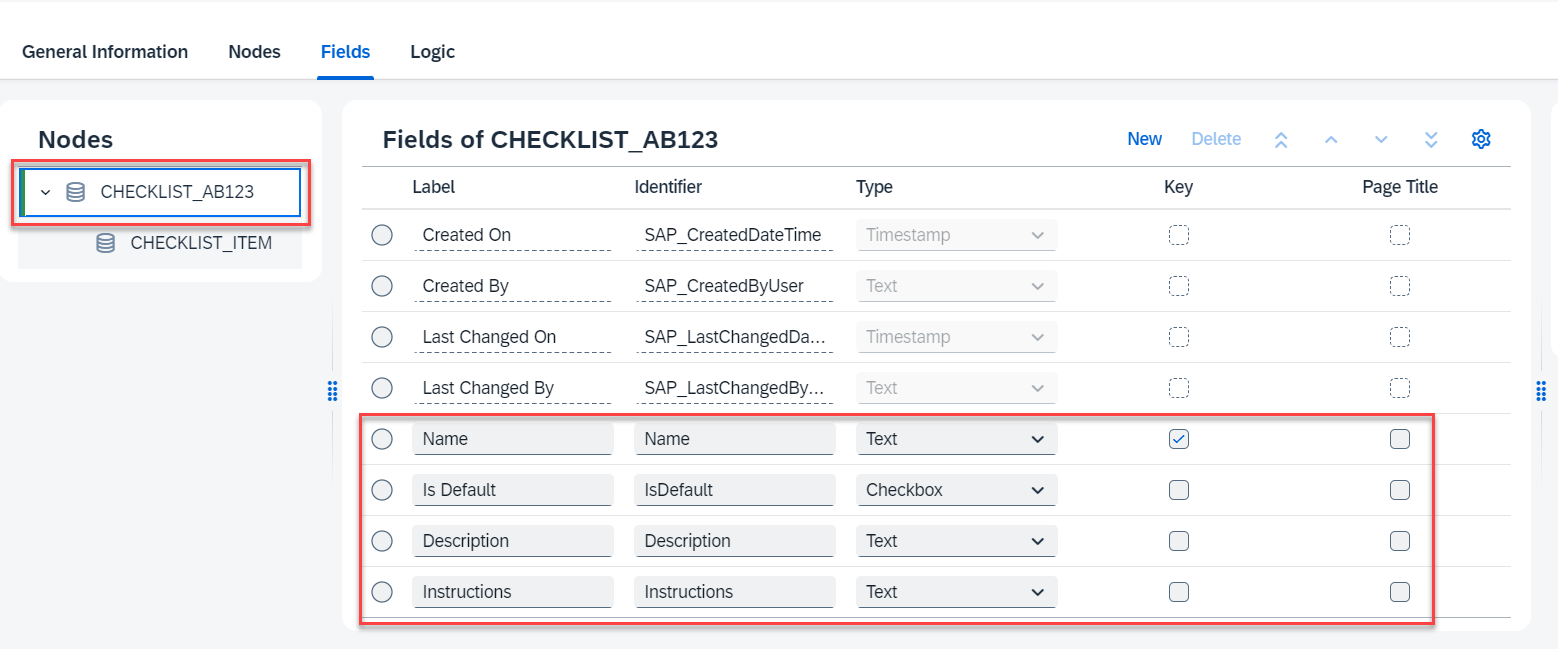 General Information Nodes Fields Logic
Nodes
CHECKLIST_AB123
CHECKLIST_ITEM
Fields of CHECKLIST_AB123 New Delete
Label Identifier Type Key Page Title
Created On SAP_CreatedDateTime Timestamp
Created By SAP_CreatedByUser Text
Last Changed On SAP_LastChangedDa... Timestamp
Last Changed By SAP_LastChangedBy... Text
Name Name Text
Is Default IsDefault Checkbox
Description Description Text
Instructions Instructions Text